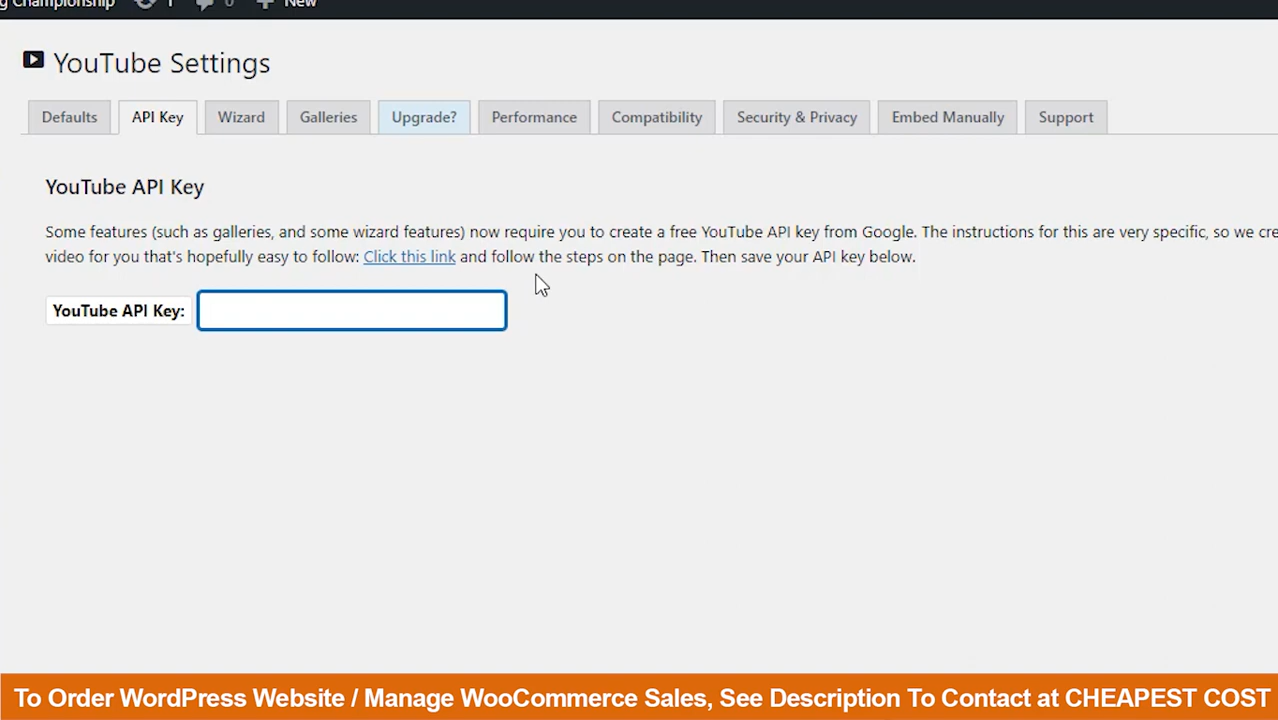 g Championship 1 0 New
YouTube Settings
Defaults API Key Wizard Galleries Upgrade? Performance Compatibility Security & Privacy Embed Manually Support
YouTube API Key
Some features (such as galleries, and some wizard features) now require you to create a free YouTube API key from Google. The instructions for this are very specific, so we cre
video for you that's hopefully easy to follow: Click this link and follow the steps on the page. Then save your API key below.
YouTube API Key:
To Order WordPress Website / Manage WooCommerce Sales, See Description To Contact at CHEAPEST COST